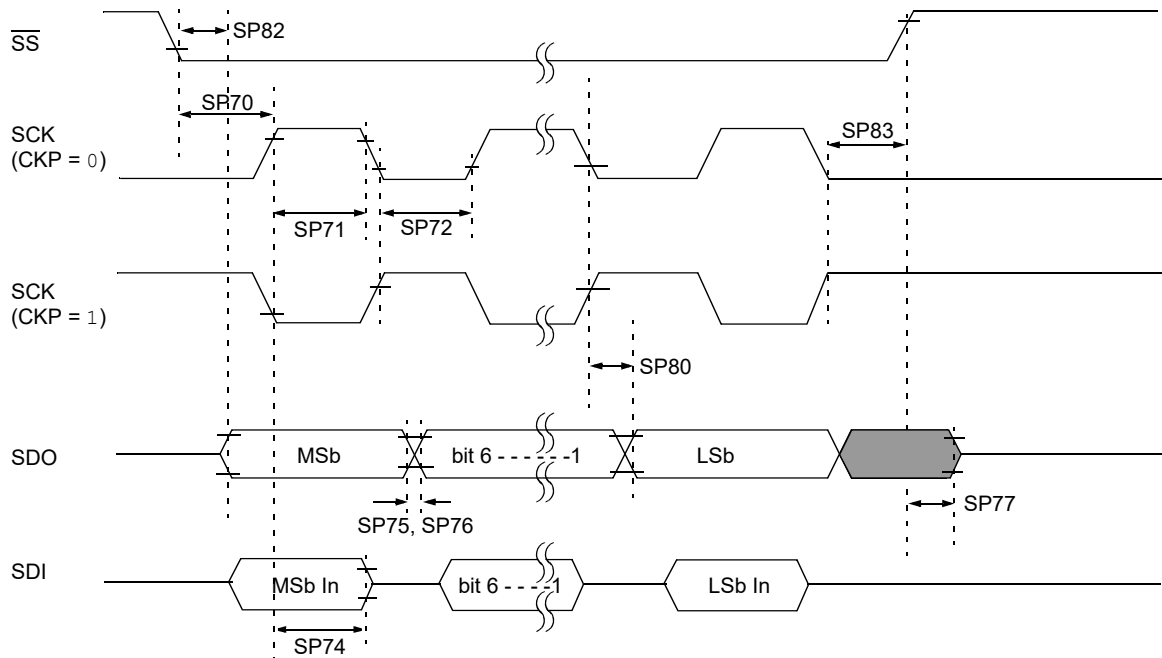 SS
SP82
SP70
SCK
(CKP = 0)
SP83
SP71
SP72
SCK
(CKP = 1)
SP80
SDO
MSb
bit 6 - - - - - - -1
LSb
SP75, SP76
SP77
SDI
MSb In
bit 6 - - - - -1
LSb In
SP74